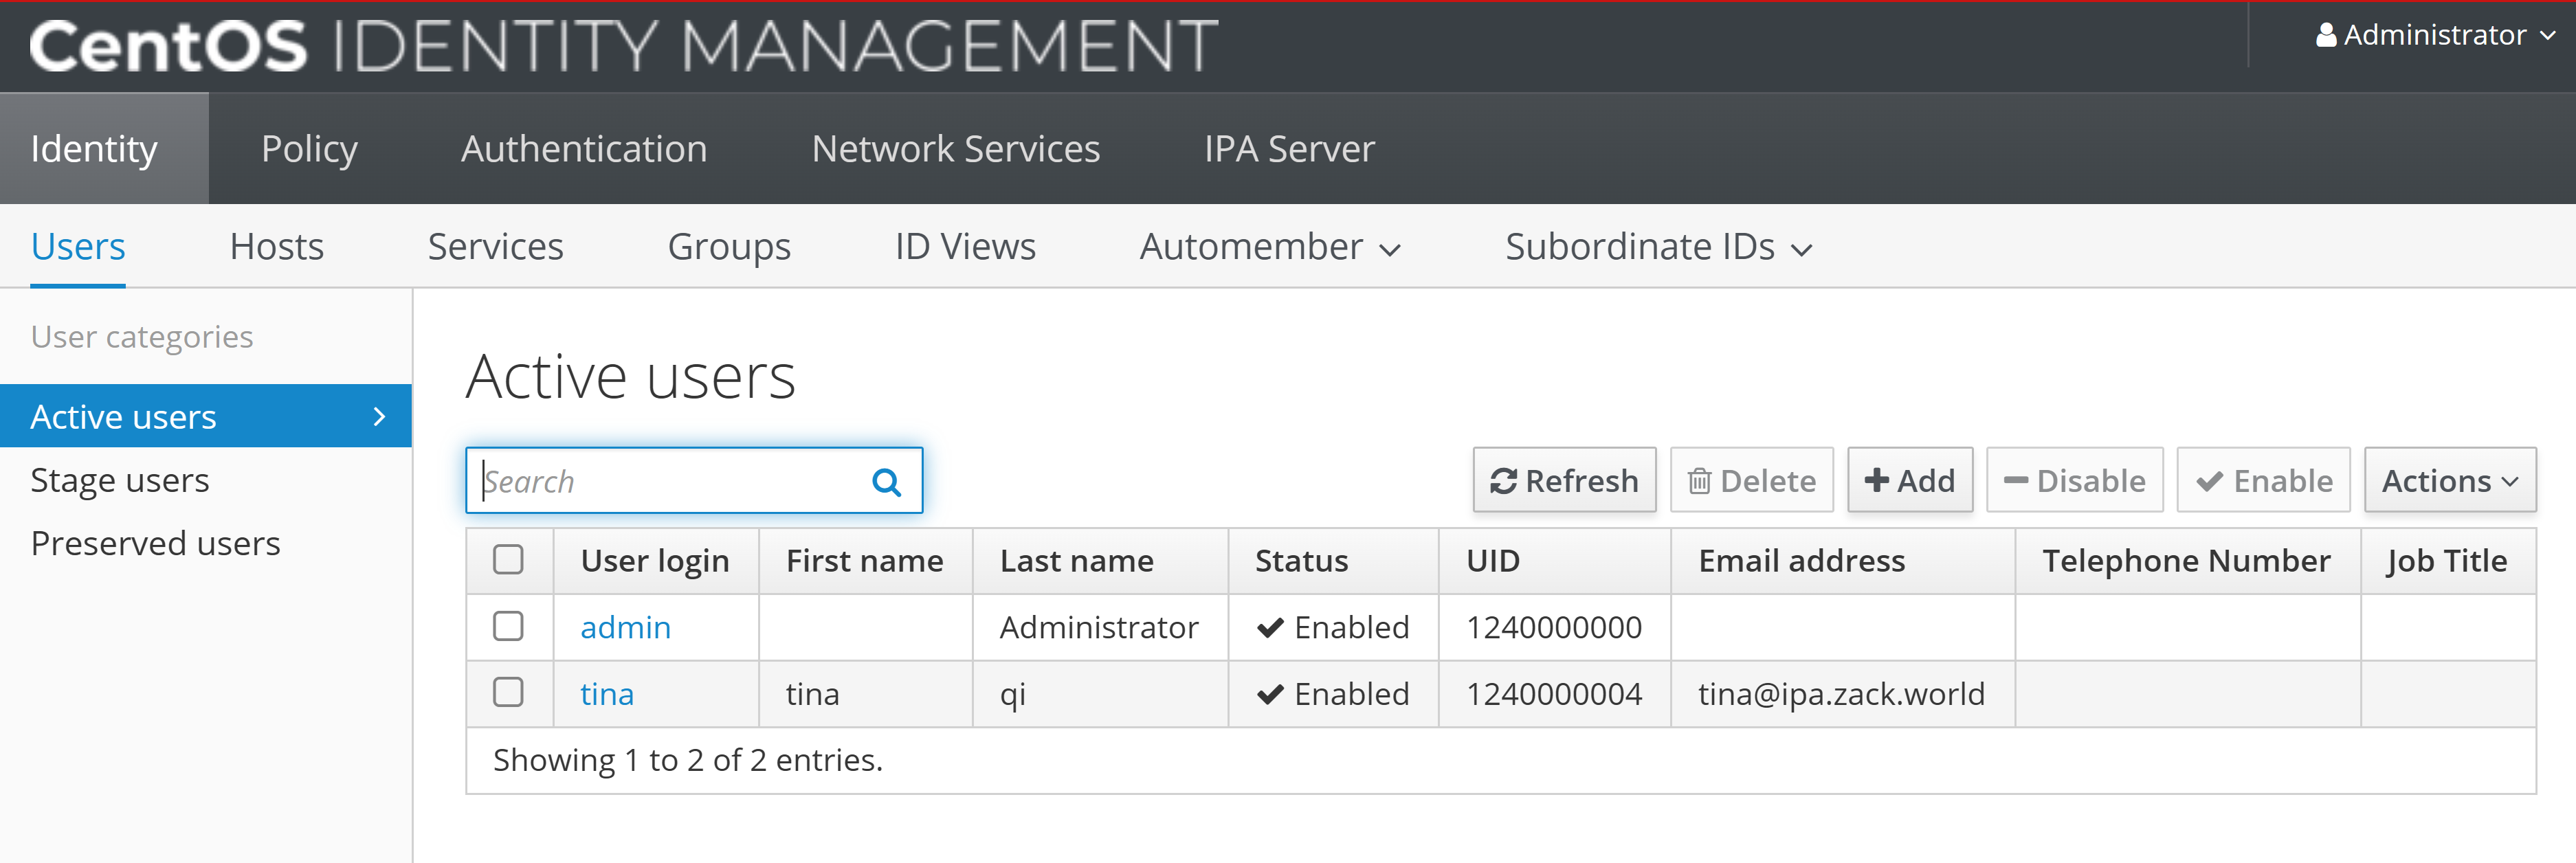 CentOS IDENTITY MANAGEMENT
Administrator
Identity Policy Authentication Network Services IPA Server
Users Hosts Services Groups ID Views Automember Subordinate IDs
User categories
Active users
Stage users
Preserved users
Active users
Search
Refresh Delete Add Disable Enable Actions
User login First name Last name Status UID Email address Telephone Number Job Title
admin Administrator Enabled 1240000000
tina tina qi Enabled 1240000004 tina@ipa.zack.world
Showing 1 to 2 of 2 entries.